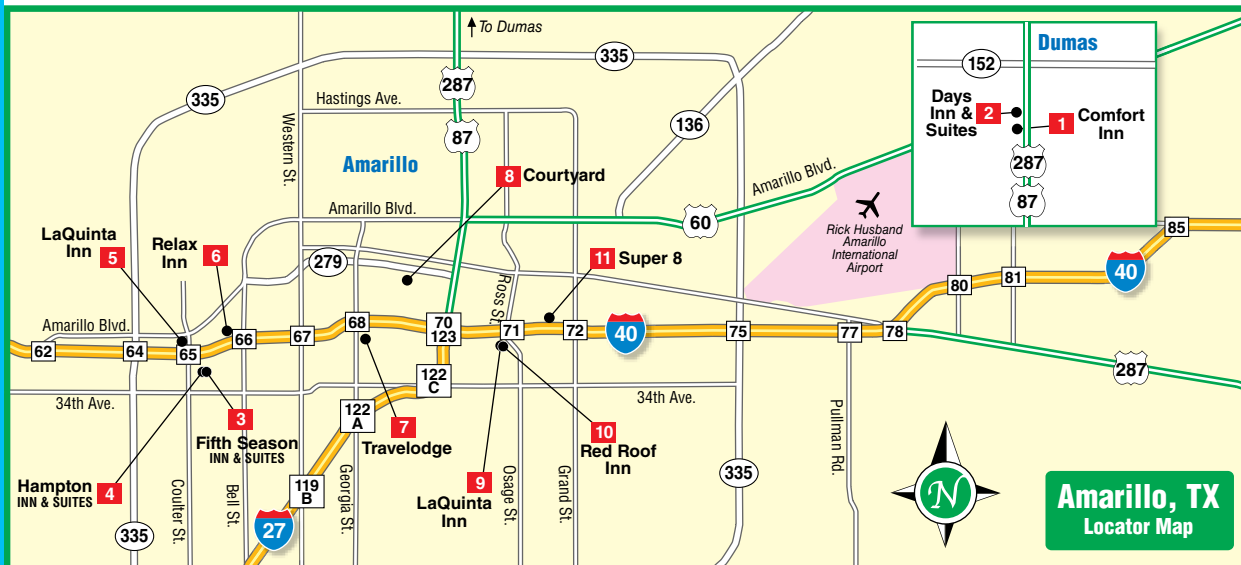 To Dumas
335
335
287
Hastings Ave.
87
136
Western St.
Amarillo
8 Courtyard
Amarillo Blvd.
Amarillo Blvd.
60
Rick Husband
Amarillo
International
Airport
Dumas
152
Days
Inn &
Suites
2
1
Comfort
Inn
287
87
LaQuinta
Inn
5
Relax
Inn
6
279
Ross St.
11 Super 8
85
40
81
80
Amarillo Blvd.
62
64
65
66
67
68
70
123
71
72
40
75
77
78
122
C
287
34th Ave.
34th Ave.
3
Fifth Season
INN & SUITES
122
A
7
Travelodge
10
Red Roof
Inn
Pullman Rd.
Hampton
INN & SUITES
4
Coulter St.
Bell St.
119
B
Georgia St.
9
LaQuinta
Inn
Osage St.
Grand St.
335
335
27
N
Amarillo, TX
Locator Map